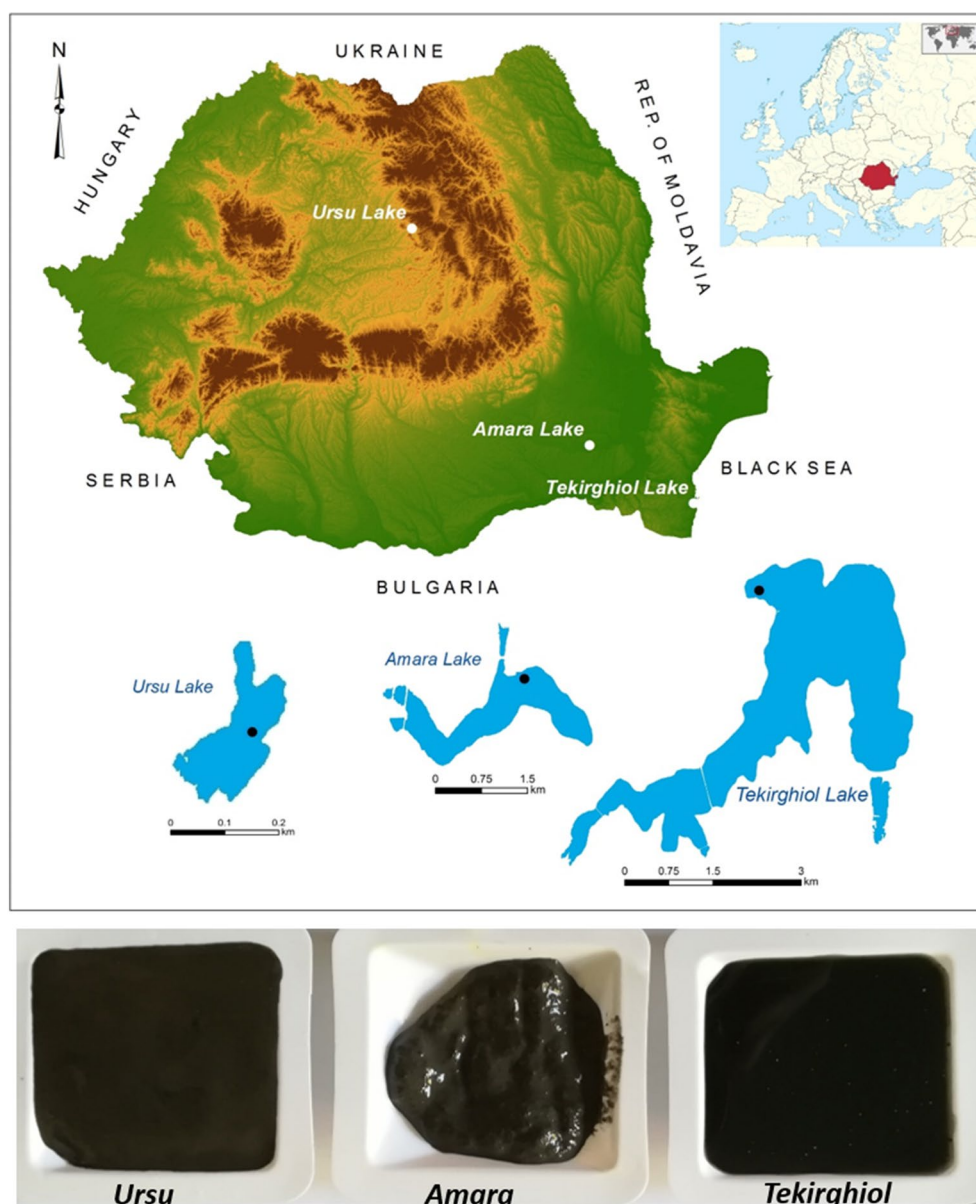 N
UKRAINE
HUNGARY
REP. OF MOLDAVIA
Ursu Lake
Amara Lake
Tekirghiol Lake
SERBIA
BLACK SEA
BULGARIA
Ursu Lake
0 0.1 0.2
km
Amara Lake
0 0.75 1.5
km
Tekirghiol Lake
0 0.75 1.5 3
km
Ursu
Amara
Tekirghiol